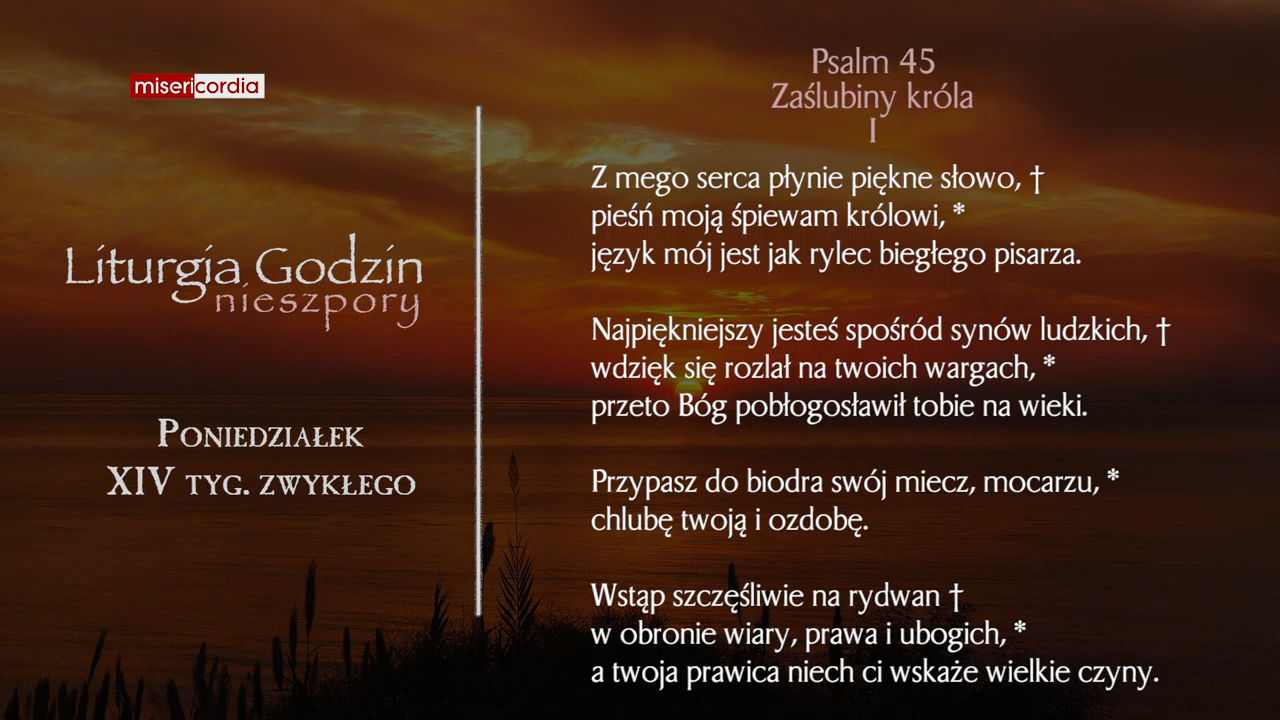 misericordia
Liturgia Godzin
nieszpory
Poniedziałek
XIV tyg. zwykłego
Psalm 45
Zaślubiny króla
I
Z mego serca płynie piękne słowo, †
pieśń moją śpiewam królowi, *
język mój jest jak rylec biegłego pisarza.
Najpiękniejszy jesteś spośród synów ludzkich, †
wdzięk się rozlał na twoich wargach, *
przeto Bóg pobłogosławił tobie na wieki.
Przypasz do biodra swój miecz, mocarzu, *
chlubę twoją i ozdobę.
Wstąp szczęśliwie na rydwan †
w obronie wiary, prawa i ubogich, *
a twoja prawica niech ci wskaże wielkie czyny.